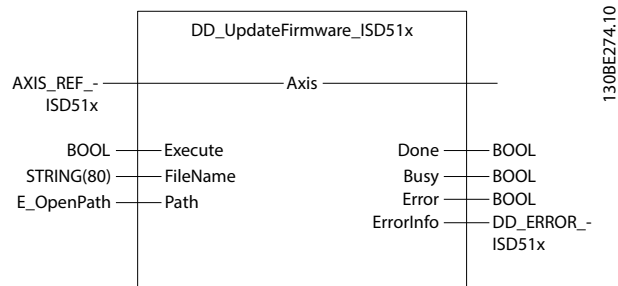 DD_UpdateFirmware_ISD51x
AXIS_REF_-
ISD51x
Axis
BOOL
Execute
Done
BOOL
STRING(80)
FileName
Busy
BOOL
E_OpenPath
Path
Error
BOOL
ErrorInfo
DD_ERROR_-
ISD51x
130BE274.10